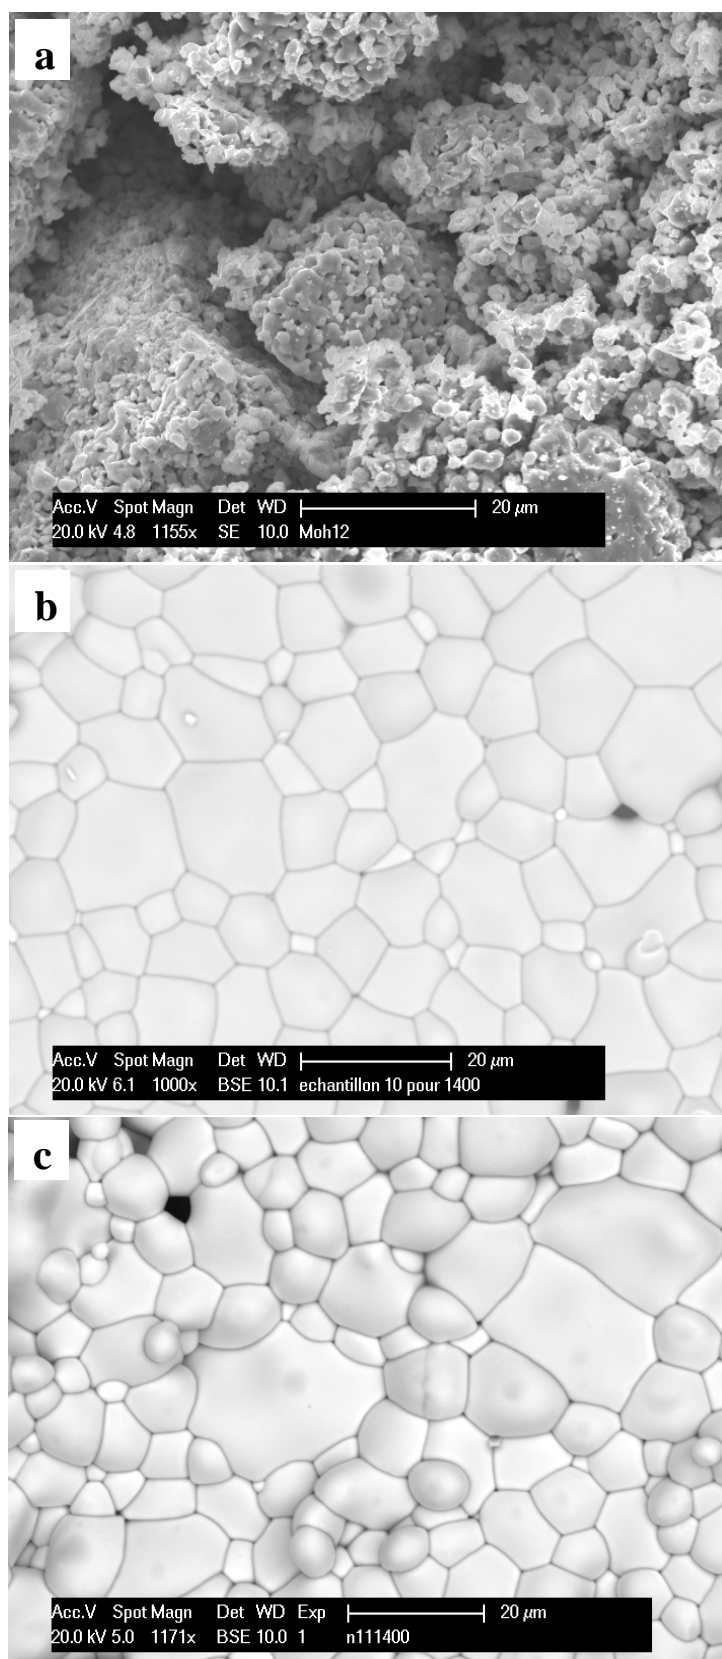 a
Acc.V Spot Magn Det WD 20 µm
20.0 kV 4.8 1155x SE 10.0 Moh12
b
Acc.V Spot Magn Det WD 20 µm
20.0 kV 6.1 1000x BSE 10.1 echantillon 10 pour 1400
c
Acc.V Spot Magn Det WD Exp 20 µm
20.0 kV 5.0 1171x BSE 10.0 1 n111400